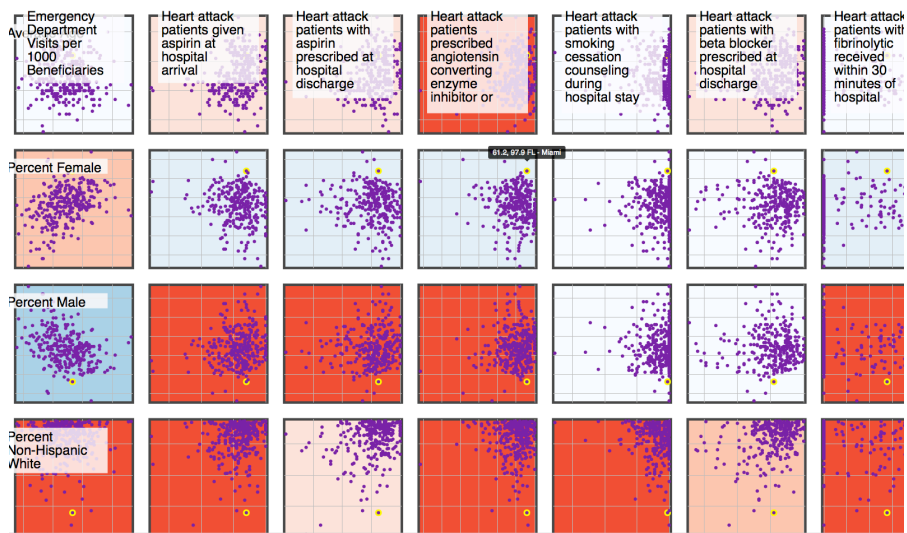 Emergency
Department
Visits per
1000
Beneficiaries
Heart attack
patients given
aspirin at
hospital
arrival
Heart attack
patients with
aspirin
prescribed at
hospital
discharge
Heart attack
patients
prescribed
angiotensin
converting
enzyme
inhibitor or
Heart attack
patients with
smoking
cessation
counseling
during
hospital stay
Heart attack
patients with
beta blocker
prescribed at
hospital
discharge
Heart attack
patients with
fibrinolytic
received
within 30
minutes of
hospital
Percent Female
61.2, 97.9 FL - Miami
Percent Male
Percent
Non-Hispanic
White